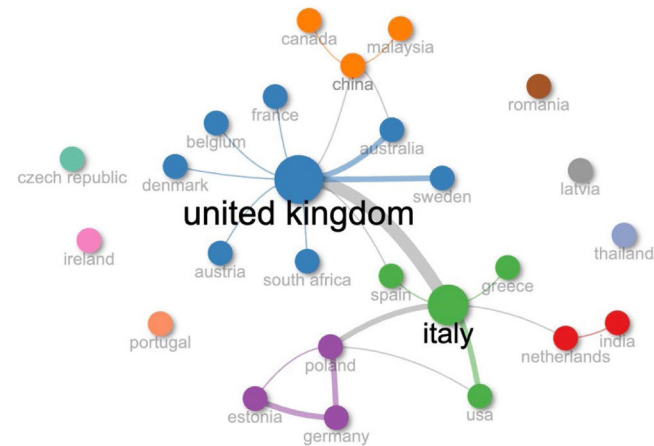 canada
malaysia
china
romania
france
belgium
australia
czech republic
denmark
sweden
latvia
united kingdom
ireland
thailand
austria
south africa
spain
greece
portugal
italy
netherlands
india
poland
estonia
usa
germany